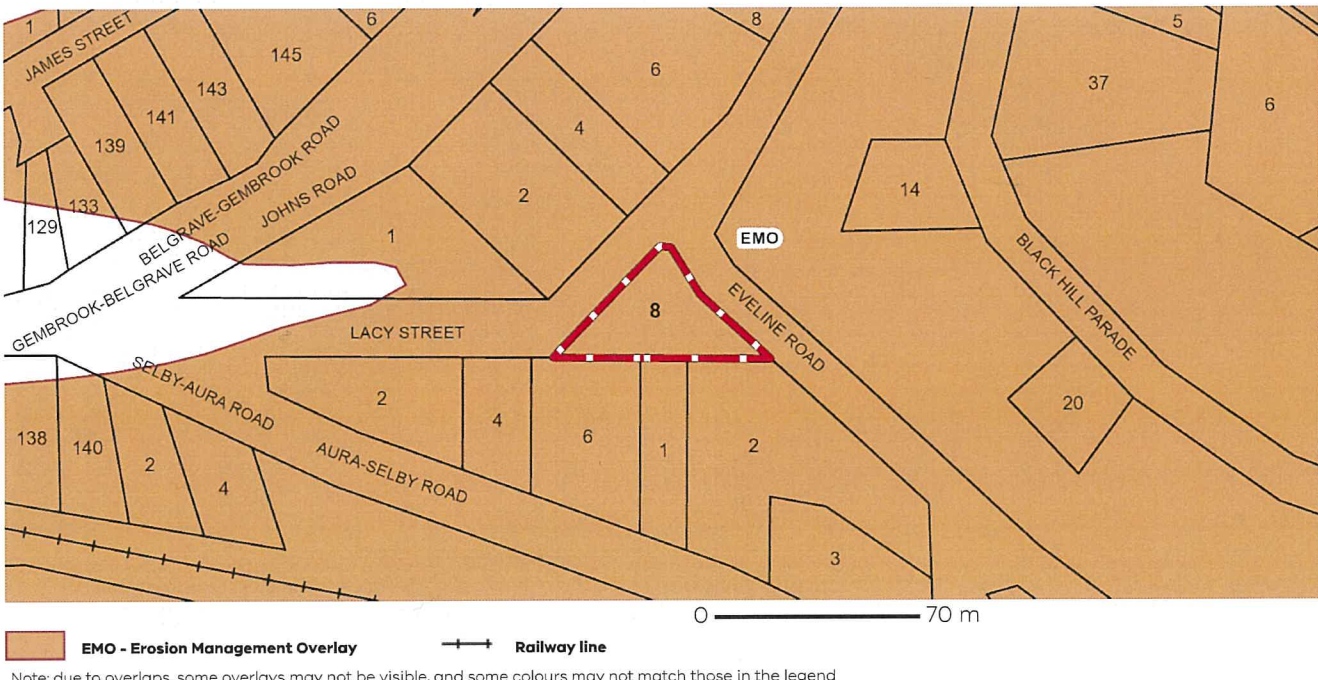 1
JAMES STREET
6
145
143
141
139
133
129
8
5
37
6
6
4
2
14
BELGRAVE-GEMBROOK ROAD
JOHNS ROAD
1
GEMBROOK-BELGRAVE ROAD
EMO
8
EVELINE ROAD
BLACK HILL PARADE
LACY STREET
SELBY-AURA ROAD
2
4
6
1
2
20
138
140
2
4
AURA-SELBY ROAD
3
0 70 m
EMO - Erosion Management Overlay Railway line
Note: due to overlaps, some overlays may not be visible, and some colours may not match those in the legend